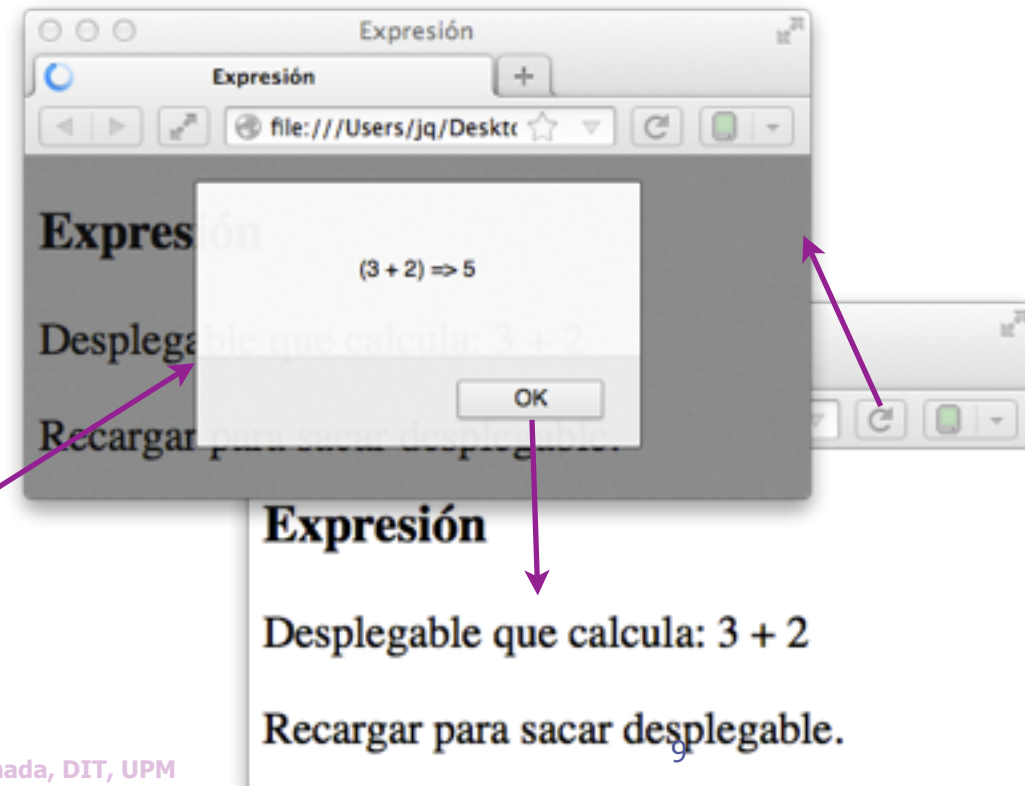 Expresión
Expresión
+
file:///Users/jq/Deskto
Expresión
(3 + 2) => 5
Desplegable que calcula: 3 + 2
OK
Recargar para sacar desplegable.
Expresión
Desplegable que calcula: 3 + 2
Recargar para sacar desplegable.
9
DIT, UPM